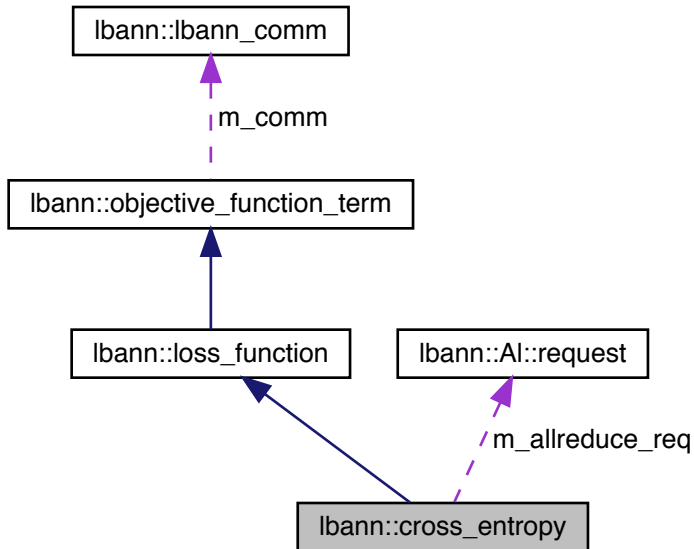 lbann::lbann_comm
m_comm
lbann::objective_function_term
lbann::loss_function
lbann::Al::request
m_allreduce_req
lbann::cross_entropy